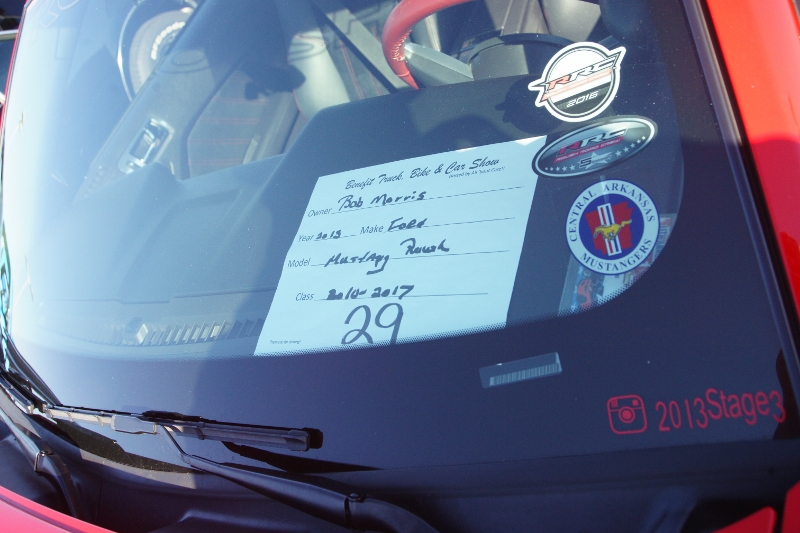 RRC
2016
RRC
Benefit Truck, Bike & Car Show
Owner Bob Morris
Year 2013 Make Ford
Model Mustang Roush
Class 2010-2017
29
CENTRAL ARKANSAS
MUSTANGERS
2013Stage3